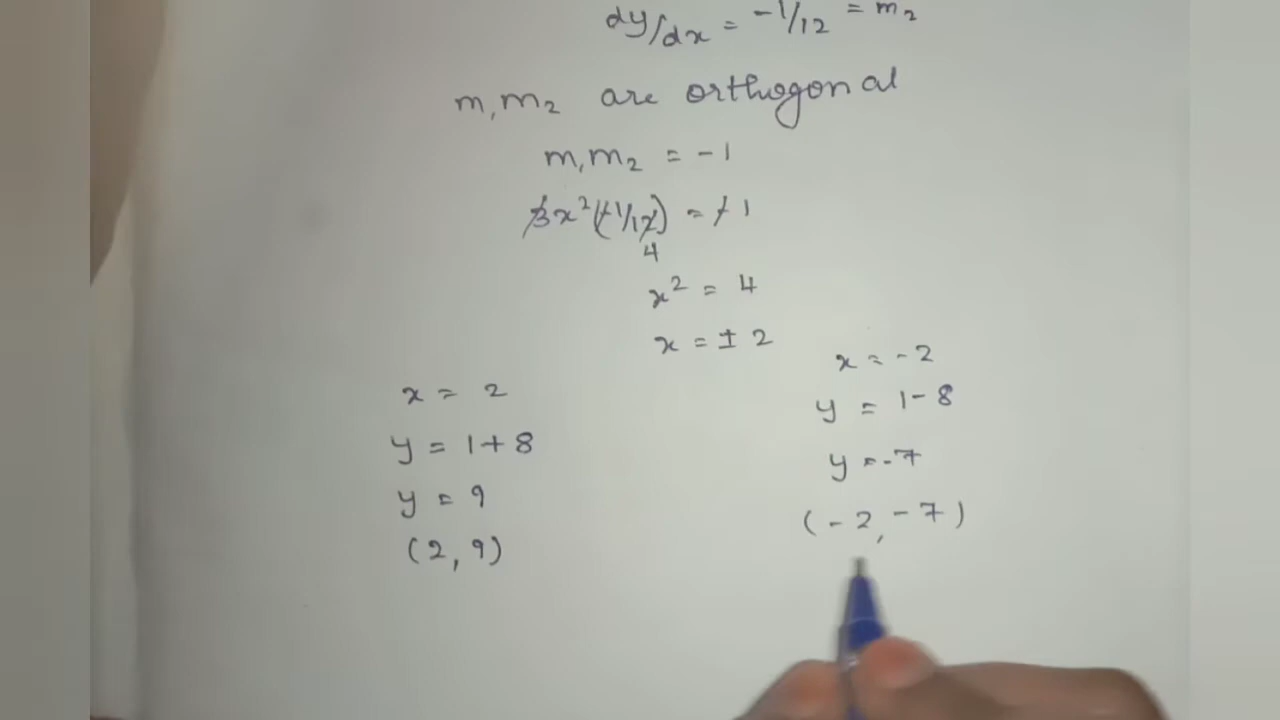 dy/dx = -1/12 = m2
m1m2 are orthogonal
m1m2 = -1
3x²(-1/12) = -1
4
x² = 4
x = ± 2
x = 2
y = 1+8
y = 9
(2, 9)
x = -2
y = 1-8
y = -7
(-2, -7)